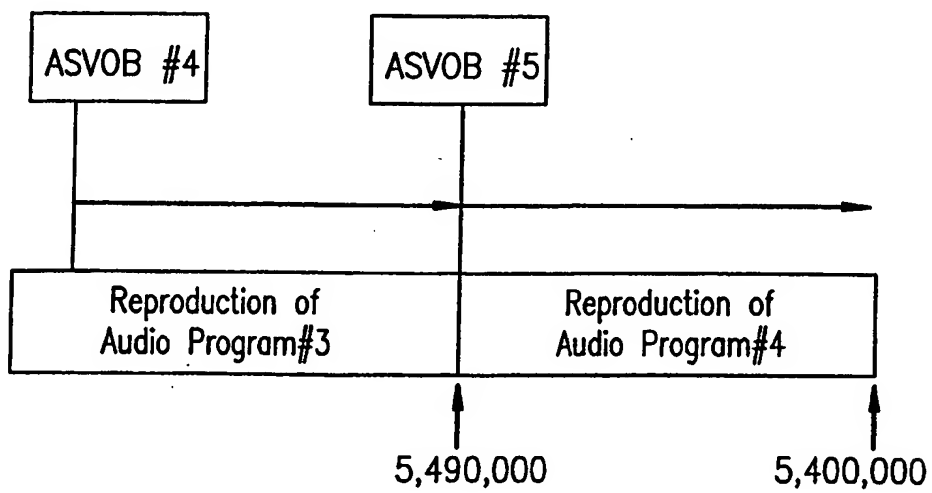 ASVOB #4
ASVOB #5
Reproduction of
Audio Program#3
Reproduction of
Audio Program#4
5,490,000
5,400,000